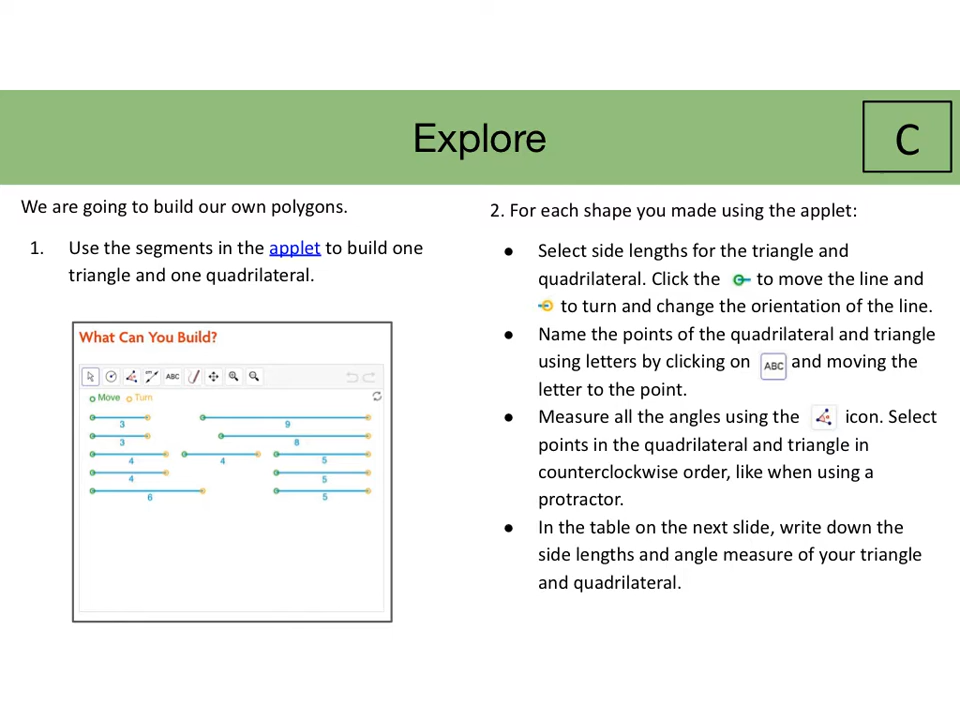 Explore
C
We are going to build our own polygons.
1. Use the segments in the applet to build one
triangle and one quadrilateral.
What Can You Build?
ABC
Move Turn
3
9
3
8
4
4
5
4
5
6
5
2. For each shape you made using the applet:
● Select side lengths for the triangle and
quadrilateral. Click the to move the line and
to turn and change the orientation of the line.
● Name the points of the quadrilateral and triangle
using letters by clicking on ABC and moving the
letter to the point.
● Measure all the angles using the icon. Select
points in the quadrilateral and triangle in
counterclockwise order, like when using a
protractor.
● In the table on the next slide, write down the
side lengths and angle measure of your triangle
and quadrilateral.